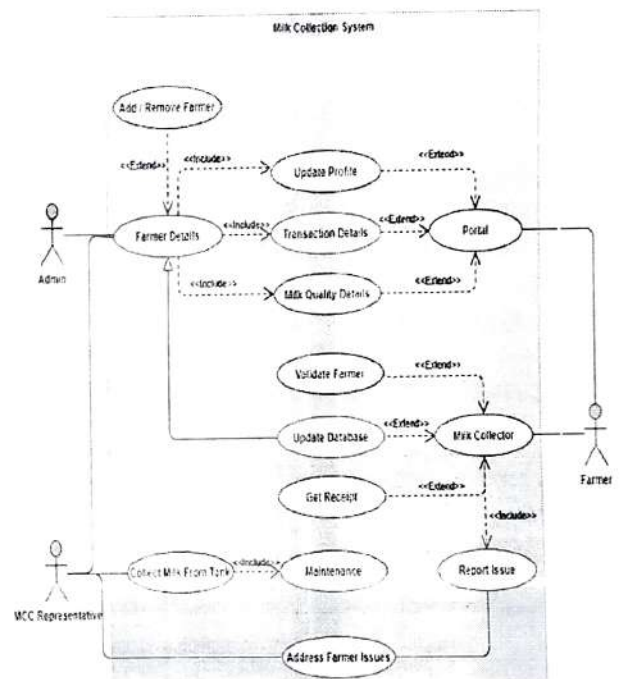 Milk Collection System
Add / Remove Farmer
<<Extend>>
<<Include>>
Update Profile
<<Extend>>
Admin
Farmer Details
<<Include>>
Transaction Details
<<Extend>>
Portal
<<Include>>
Milk Quality Details
<<Extend>>
Validate Farmer
<<Extend>>
Update Database
<<Extend>>
Milk Collector
Farmer
Get Receipt
<<Extend>>
<<Include>>
MCC Representative
Collect Milk From Tank
<<Include>>
Maintenance
Report Issue
Address Farmer Issues